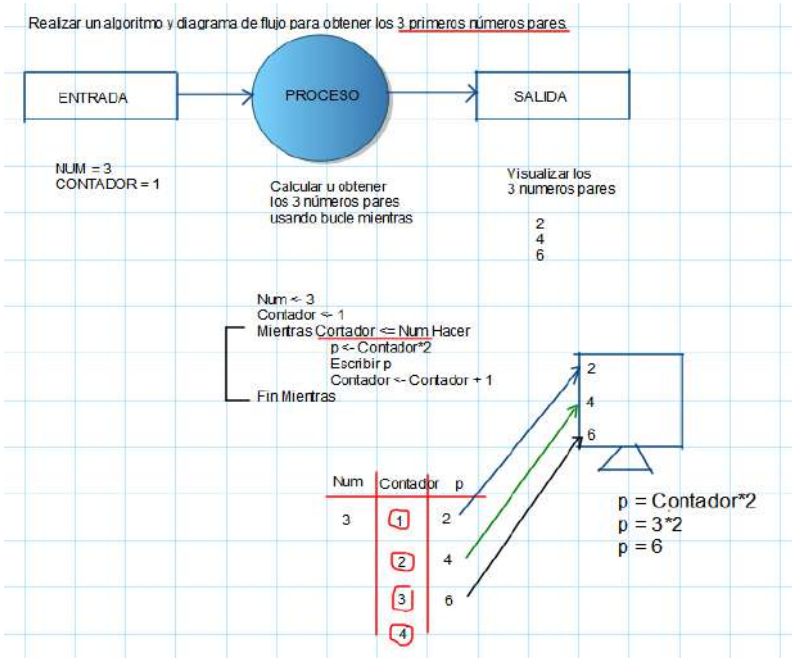 Realizar un algoritmo y diagrama de flujo para obtener los 3 primeros números pares.
ENTRADA
PROCESO
SALIDA
NUM = 3
CONTADOR = 1
Calcular u obtener
los 3 números pares
usando bucle mientras
Visualizar los
3 numeros pares
2
4
6
Num <- 3
Contador <- 1
Mientras Cortador <= Num Hacer
p <- Contador*2
Escribir p
Contador <- Contador + 1
Fin Mientras
2
4
6
Num Contador p
3 1 2
2 4
3 6
4
p = Contador*2
p = 3*2
p = 6